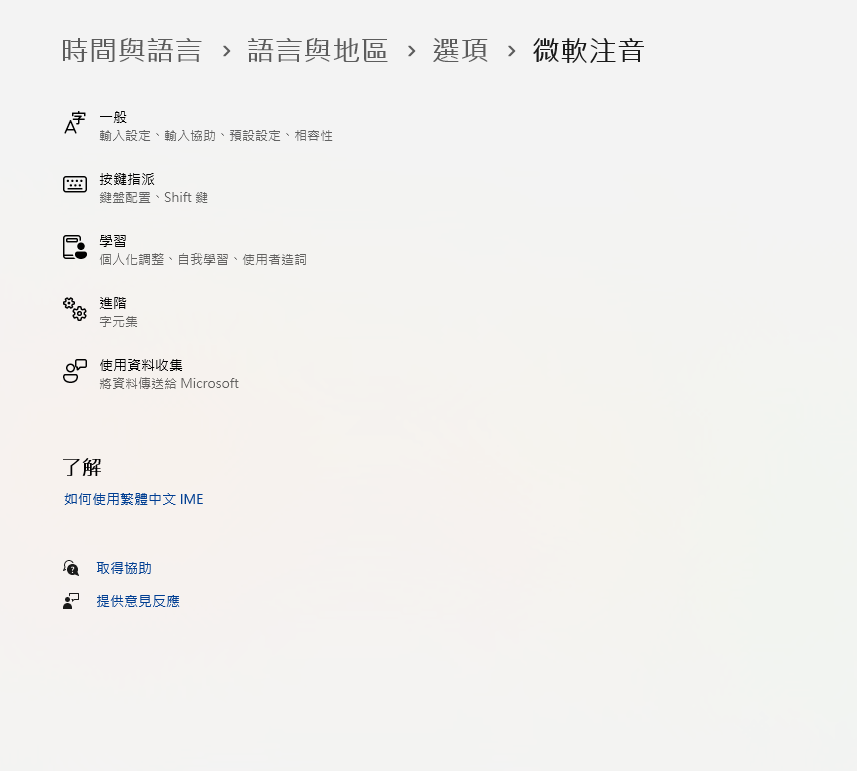 時間與語言 › 語言與地區 › 選項 › 微軟注音
一般
輸入設定、輸入協助、預設設定、相容性
按鍵指派
鍵盤配置、Shift 鍵
學習
個人化調整、自我學習、使用者造詞
進階
字元集
使用資料收集
將資料傳送給 Microsoft
了解
如何使用繁體中文 IME
取得協助
提供意見反應